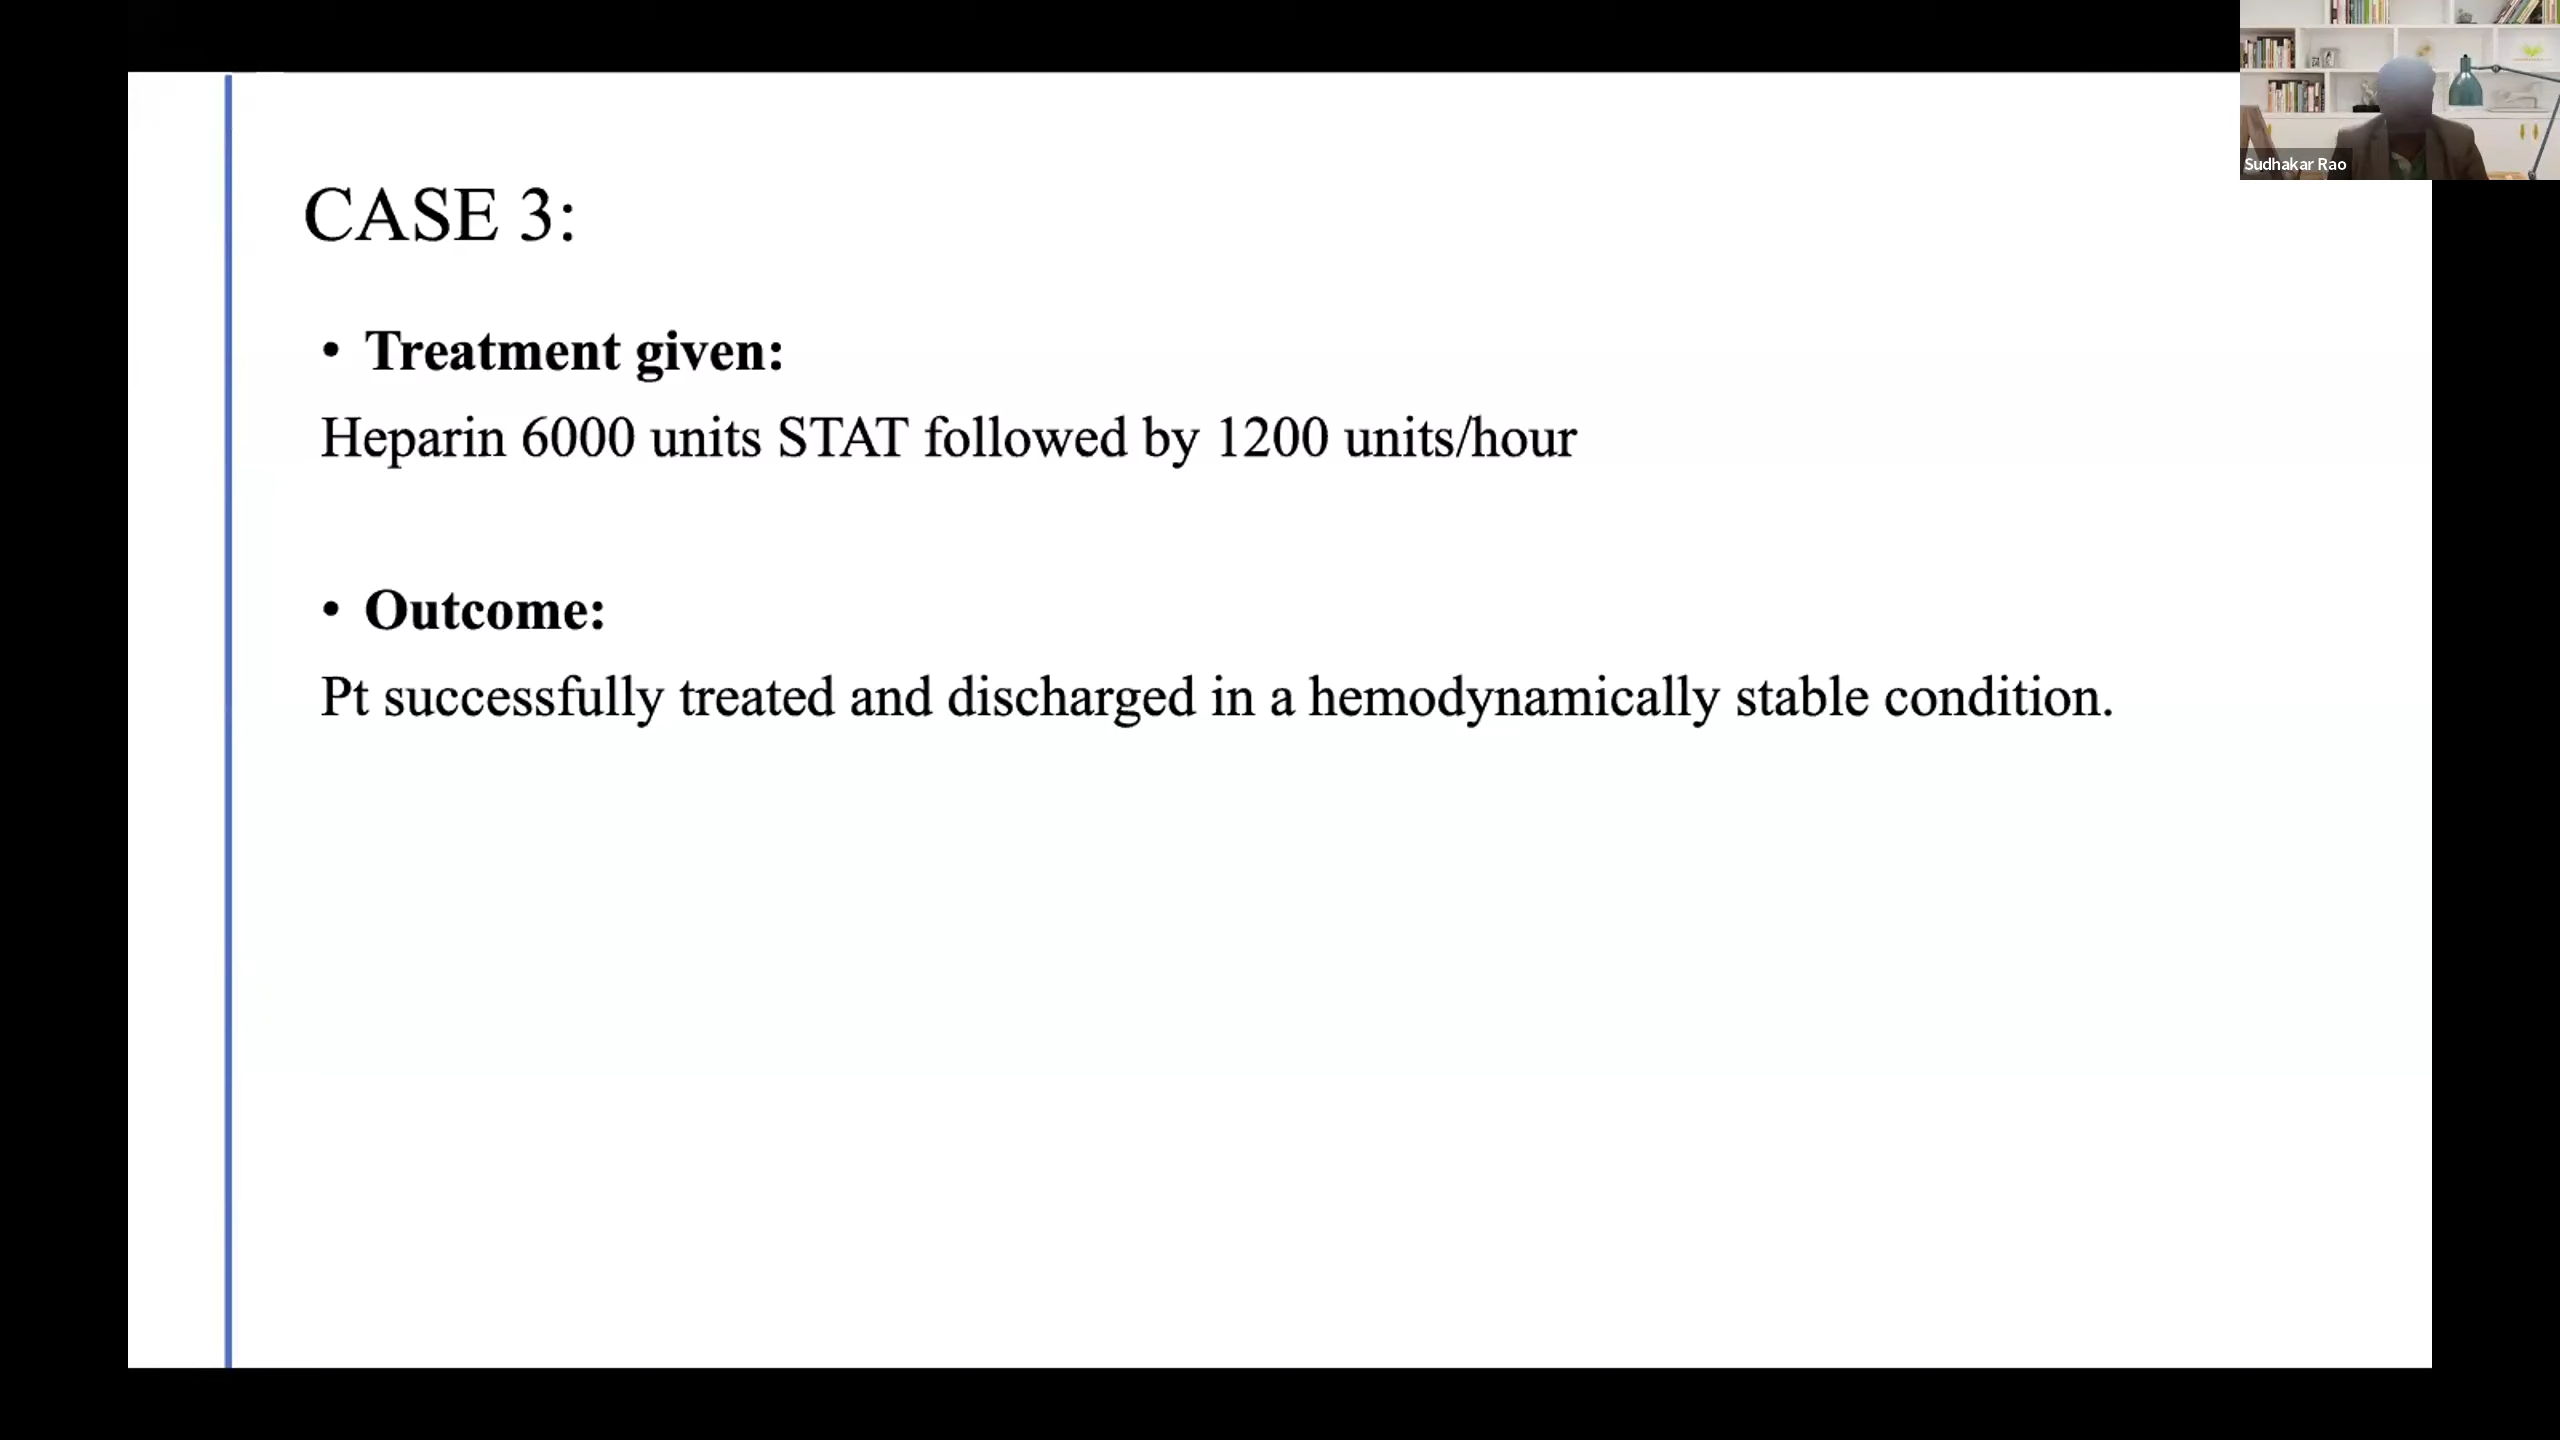 Sudhakar Rao
CASE 3:
• Treatment given:
Heparin 6000 units STAT followed by 1200 units/hour
• Outcome:
Pt successfully treated and discharged in a hemodynamically stable condition.